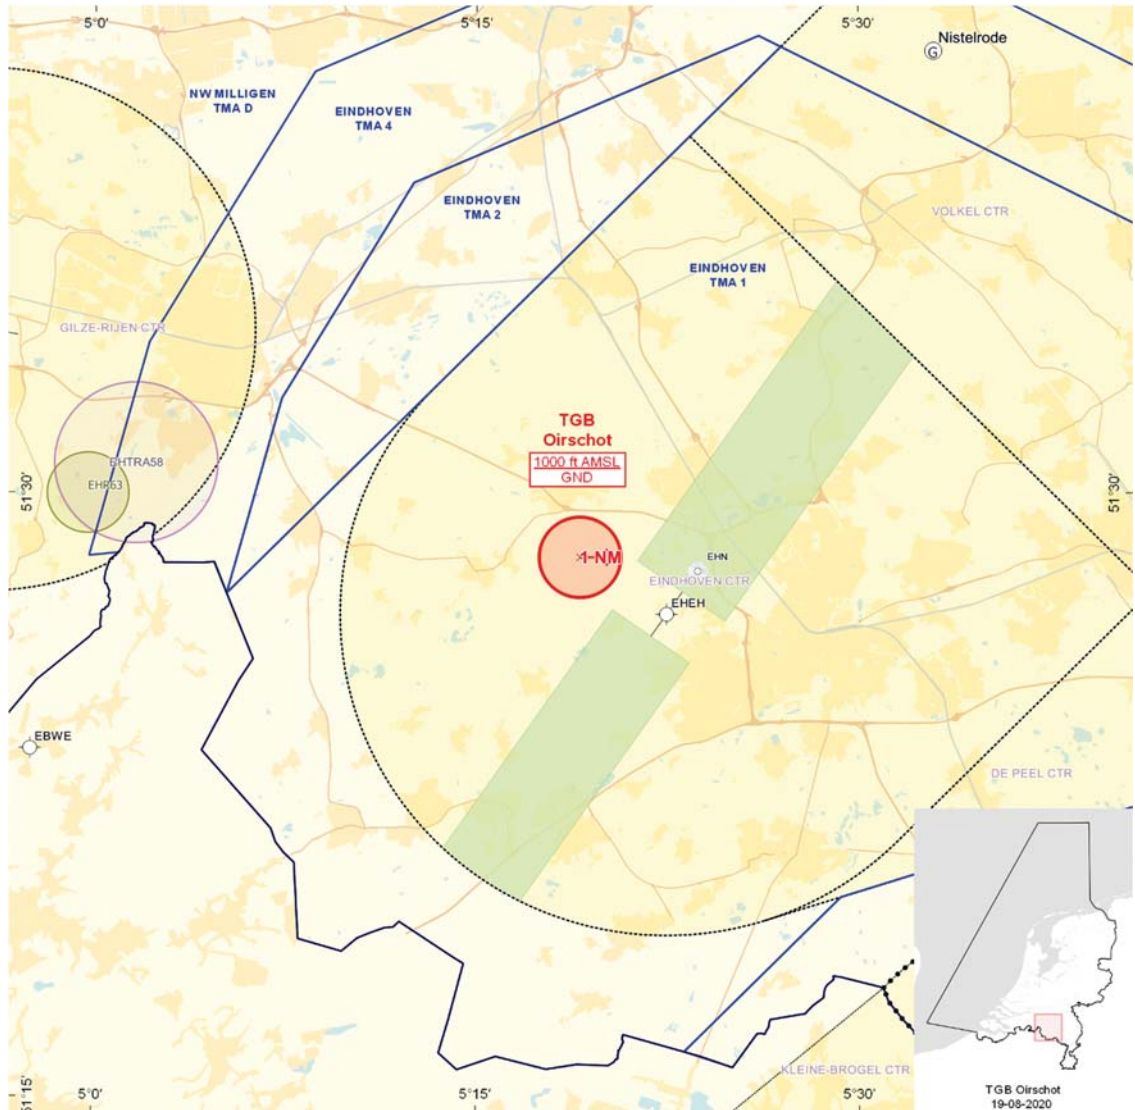 5°0'
5°15'
5°30'
Nistelrode
G
NW MILLIGEN
TMA D
EINDHOVEN
TMA 4
EINDHOVEN
TMA 2
VOLKEL CTR
EINDHOVEN
TMA 1
GILZE-RIJEN CTR
TGB
Oirschot
1000 ft AMSL
GND
EHTRA58
EHR63
51°30'
51°30'
1 NM
EHN
EINDHOVEN CTR
EHEH
EBWE
DE PEEL CTR
KLEINE-BROGEL CTR
51°15'
5°0'
5°15'
5°30'
TGB Oirschot
19-08-2020